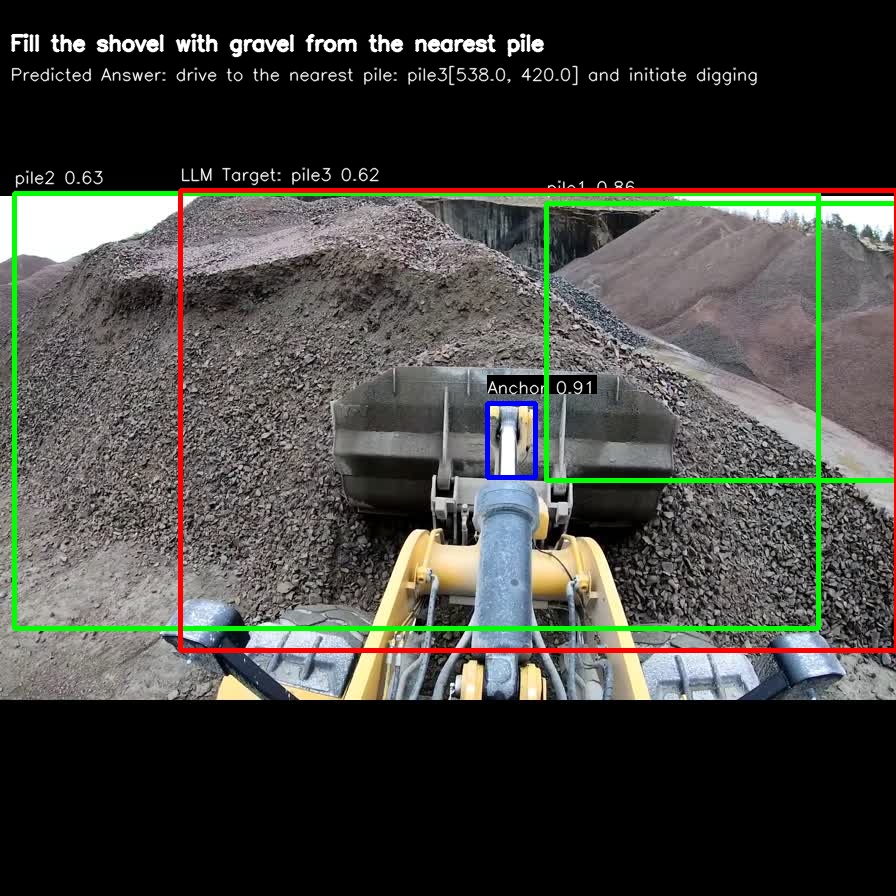 Fill the shovel with gravel from the nearest pile
Predicted Answer: drive to the nearest pile: pile3[538.0, 420.0] and initiate digging
pile2 0.63
LLM Target: pile3 0.62
pile1 0.86
Anchor 0.91